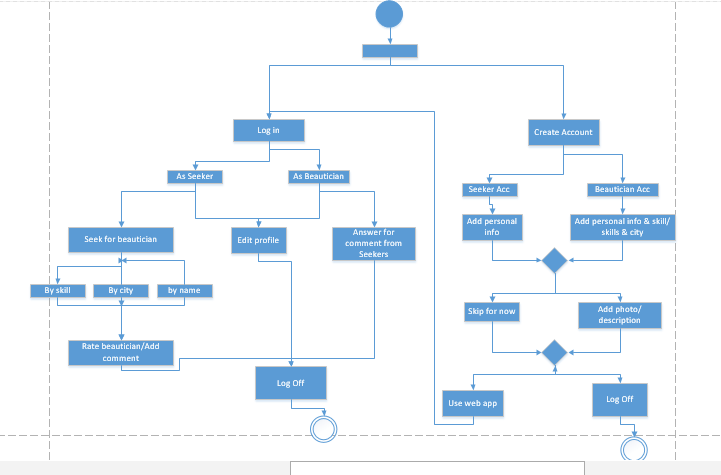 Log in
Create Account
As Seeker
As Beautician
Seeker Acc
Beautician Acc
Add personal
info
Add personal info & skill/
skills & city
Seek for beautician
Edit profile
Answer for
comment from
Seekers
By skill
By city
by name
Skip for now
Add photo/
description
Rate beautician/Add
comment
Log Off
Use web app
Log Off